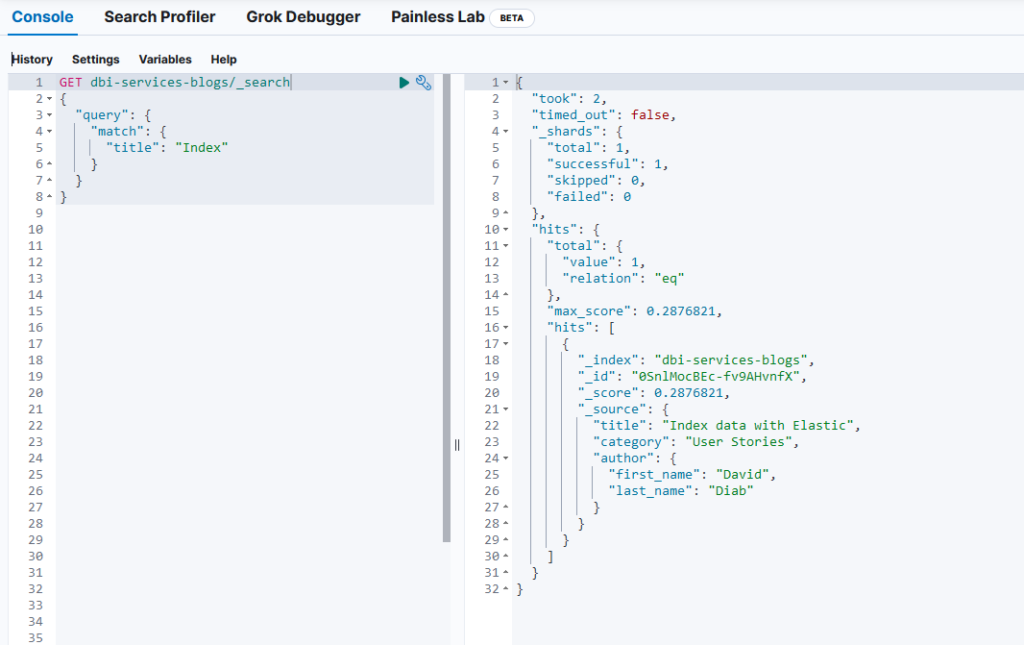 Console Search Profiler Grok Debugger Painless Lab BETA
History Settings Variables Help
1 GET dbi-services-blogs/_search
2 {
3 "query": {
4 "match": {
5 "title": "Index"
6 }
7 }
8 }
9
10
11
12
13
14
15
16
17
18
19
20
21
22
23
24
25
26
27
28
29
30
31
32
33
34
35
1 {
2 "took": 2,
3 "timed_out": false,
4 "_shards": {
5 "total": 1,
6 "successful": 1,
7 "skipped": 0,
8 "failed": 0
9 },
10 "hits": {
11 "total": {
12 "value": 1,
13 "relation": "eq"
14 },
15 "max_score": 0.2876821,
16 "hits": [
17 {
18 "_index": "dbi-services-blogs",
19 "_id": "0SnlMocBEc-fv9AHvnfX",
20 "_score": 0.2876821,
21 "_source": {
22 "title": "Index data with Elastic",
23 "category": "User Stories",
24 "author": {
25 "first_name": "David",
26 "last_name": "Diab"
27 }
28 }
29 }
30 ]
31 }
32 }